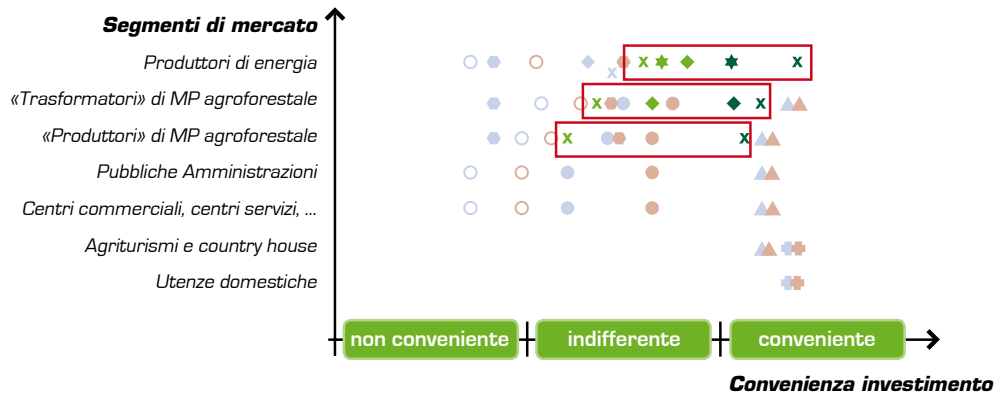 Segmenti di mercato
Produttori di energia
«Trasformatori» di MP agroforestale
«Produttori» di MP agroforestale
Pubbliche Amministrazioni
Centri commerciali, centri servizi, ...
Agriturismi e country house
Utenze domestiche
non conveniente
indifferente
conveniente
Convenienza investimento